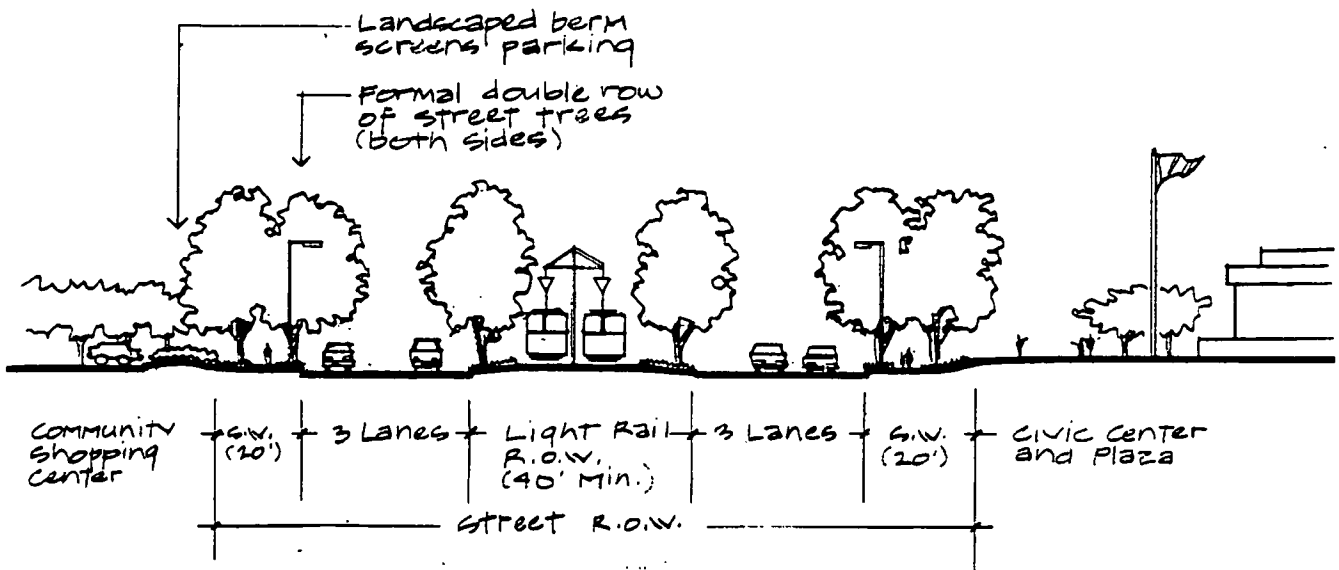 Landscaped berm
screens parking
Formal double row
of street trees
(both sides)
Community
Shopping
Center
S.W.
(20')
3 Lanes
Light Rail
R.O.W.
(40' Min.)
3 Lanes
S.W.
(20')
Civic Center
and Plaza
Street R.O.W.